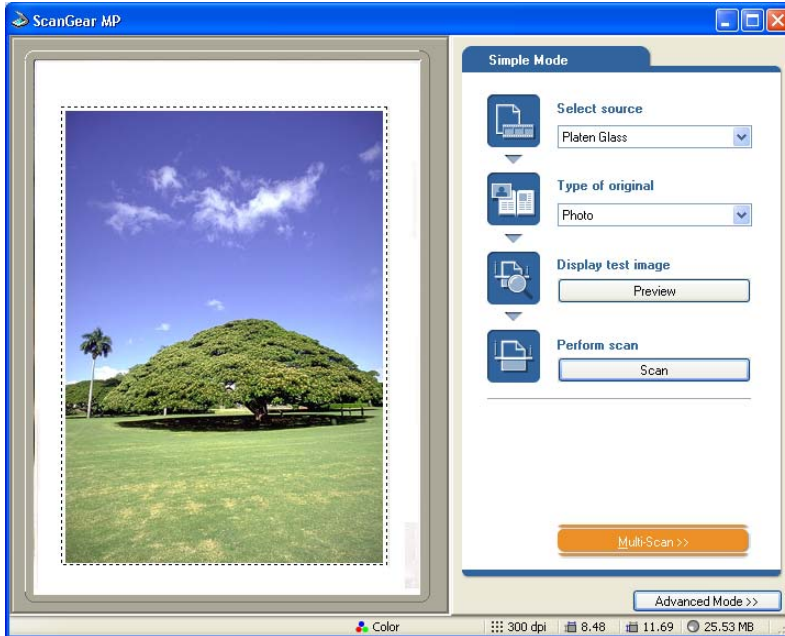 ScanGear MP
Simple Mode
Select source
Platen Glass
Type of original
Photo
Display test image
Preview
Perform scan
Scan
Multi-Scan >>
Advanced Mode >>
Color 300 dpi 8.48 11.69 25.53 MB